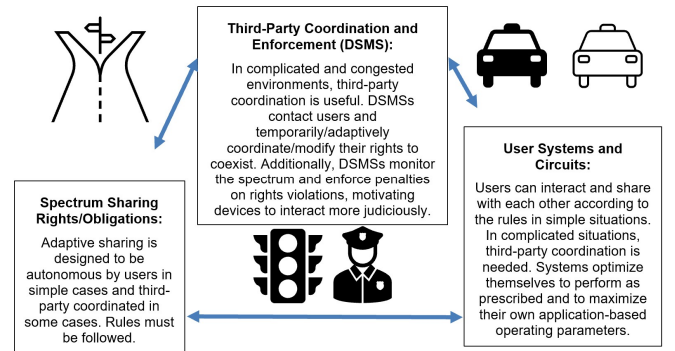 Third-Party Coordination and
Enforcement (DSMS):
In complicated and congested
environments, third-party
coordination is useful. DSMSs
contact users and
temporarily/adaptively
coordinate/modify their rights to
coexist. Additionally, DSMSs monitor
the spectrum and enforce penalties
on rights violations, motivating
devices to interact more judiciously.
User Systems and
Circuits:
Users can interact and share
with each other according to
the rules in simple situations.
In complicated situations,
third-party coordination is
needed. Systems optimize
themselves to perform as
prescribed and to maximize
their own application-based
operating parameters.
Spectrum Sharing
Rights/Obligations:
Adaptive sharing is
designed to be
autonomous by users in
simple cases and third-
party coordinated in
some cases. Rules must
be followed.